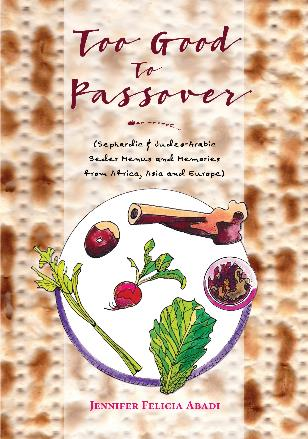 Too Good
To
Passover
(Sephardic & Judeo-Arabic
Seder Menus and Memories
from Africa, Asia and Europe)
Jennifer Felicia Abadi